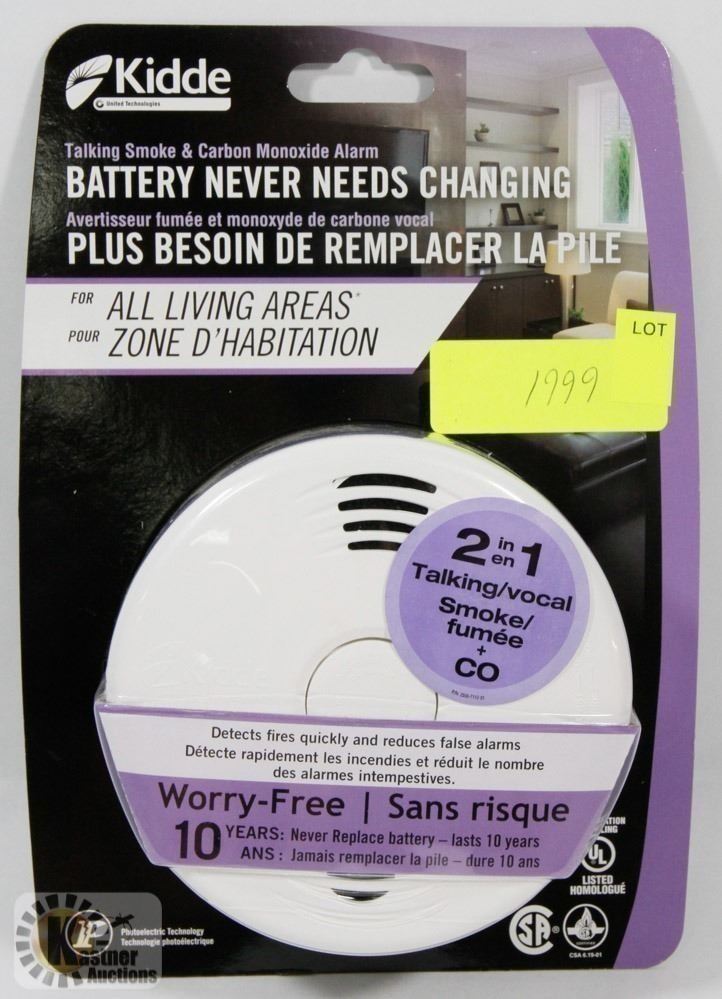 Kidde
United Technologies
Talking Smoke & Carbon Monoxide Alarm
BATTERY NEVER NEEDS CHANGING
Avertisseur fumée et monoxyde de carbone vocal
PLUS BESOIN DE REMPLACER LA PILE
FOR ALL LIVING AREAS*
POUR ZONE D'HABITATION
LOT
1999
2 in en 1
Talking/vocal
Smoke/
fumée
+
CO
Kidde
Detects fires quickly and reduces false alarms
Détecte rapidement les incendies et réduit le nombre
des alarmes intempestives.
Worry-Free | Sans risque
10 YEARS: Never Replace battery – lasts 10 years
ANS: Jamais remplacer la pile – dure 10 ans
UL
LISTED
HOMOLOGUÉ
Photoelectric Technology
Technologie photoélectrique
Kastner
Auctions
CSA 6.19-01